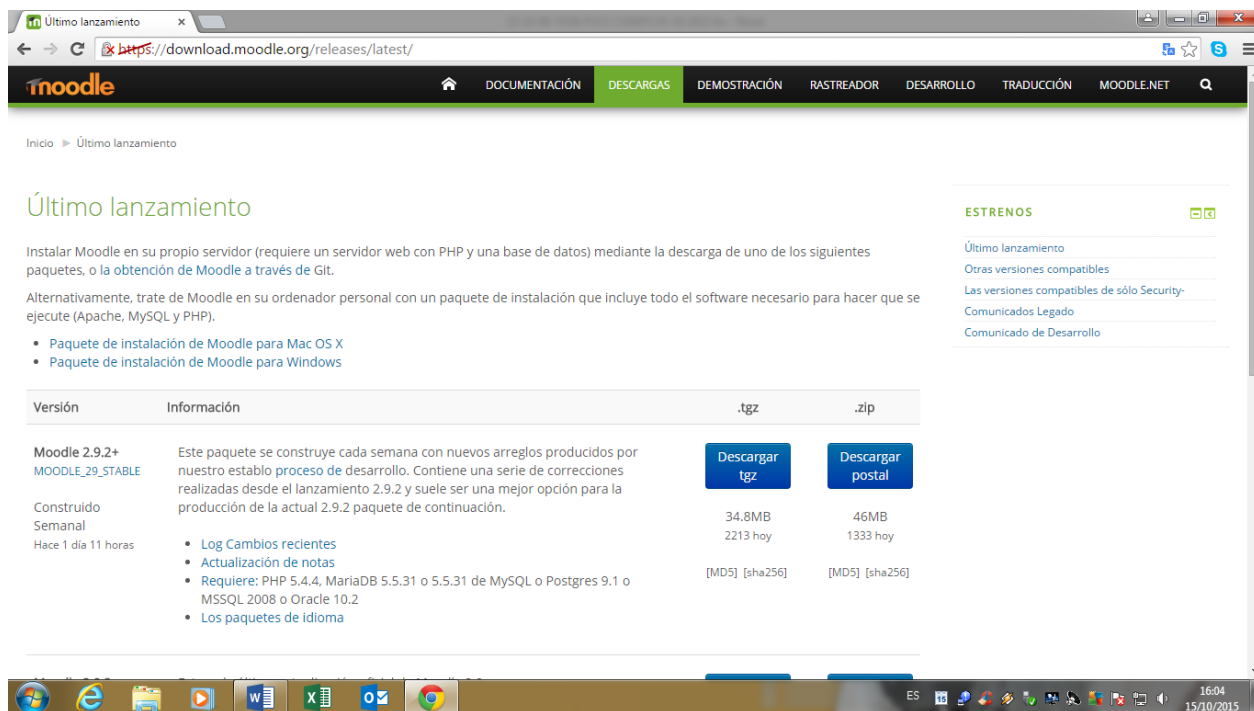 Último lanzamiento
https://download.moodle.org/releases/latest/
moodle
DOCUMENTACIÓN
DESCARGAS
DEMOSTRACIÓN
RASTREADOR
DESARROLLO
TRADUCCIÓN
MOODLE.NET
Inicio
Último lanzamiento
Último lanzamiento
Instalar Moodle en su propio servidor (requiere un servidor web con PHP y una base de datos) mediante la descarga de uno de los siguientes
paquetes, o la obtención de Moodle a través de Git.
Alternativamente, trate de Moodle en su ordenador personal con un paquete de instalación que incluye todo el software necesario para hacer que se
ejecute (Apache, MySQL y PHP).
Paquete de instalación de Moodle para Mac OS X
Paquete de instalación de Moodle para Windows
Versión
Información
.tgz
.zip
Moodle 2.9.2+
MOODLE_29_STABLE
Construido
Semanal
Hace 1 día 11 horas
Este paquete se construye cada semana con nuevos arreglos producidos por
nuestro establo proceso de desarrollo. Contiene una serie de correcciones
realizadas desde el lanzamiento 2.9.2 y suele ser una mejor opción para la
producción de la actual 2.9.2 paquete de continuación.
Log Cambios recientes
Actualización de notas
Requiere: PHP 5.4.4, MariaDB 5.5.31 o 5.5.31 de MySQL o Postgres 9.1 o
MSSQL 2008 o Oracle 10.2
Los paquetes de idioma
Descargar
tgz
34.8MB
2213 hoy
[MD5] [sha256]
Descargar
postal
46MB
1333 hoy
[MD5] [sha256]
ESTRENOS
Último lanzamiento
Otras versiones compatibles
Las versiones compatibles de sólo Security-
Comunicados Legado
Comunicado de Desarrollo
ES
15
16:04
15/10/2015